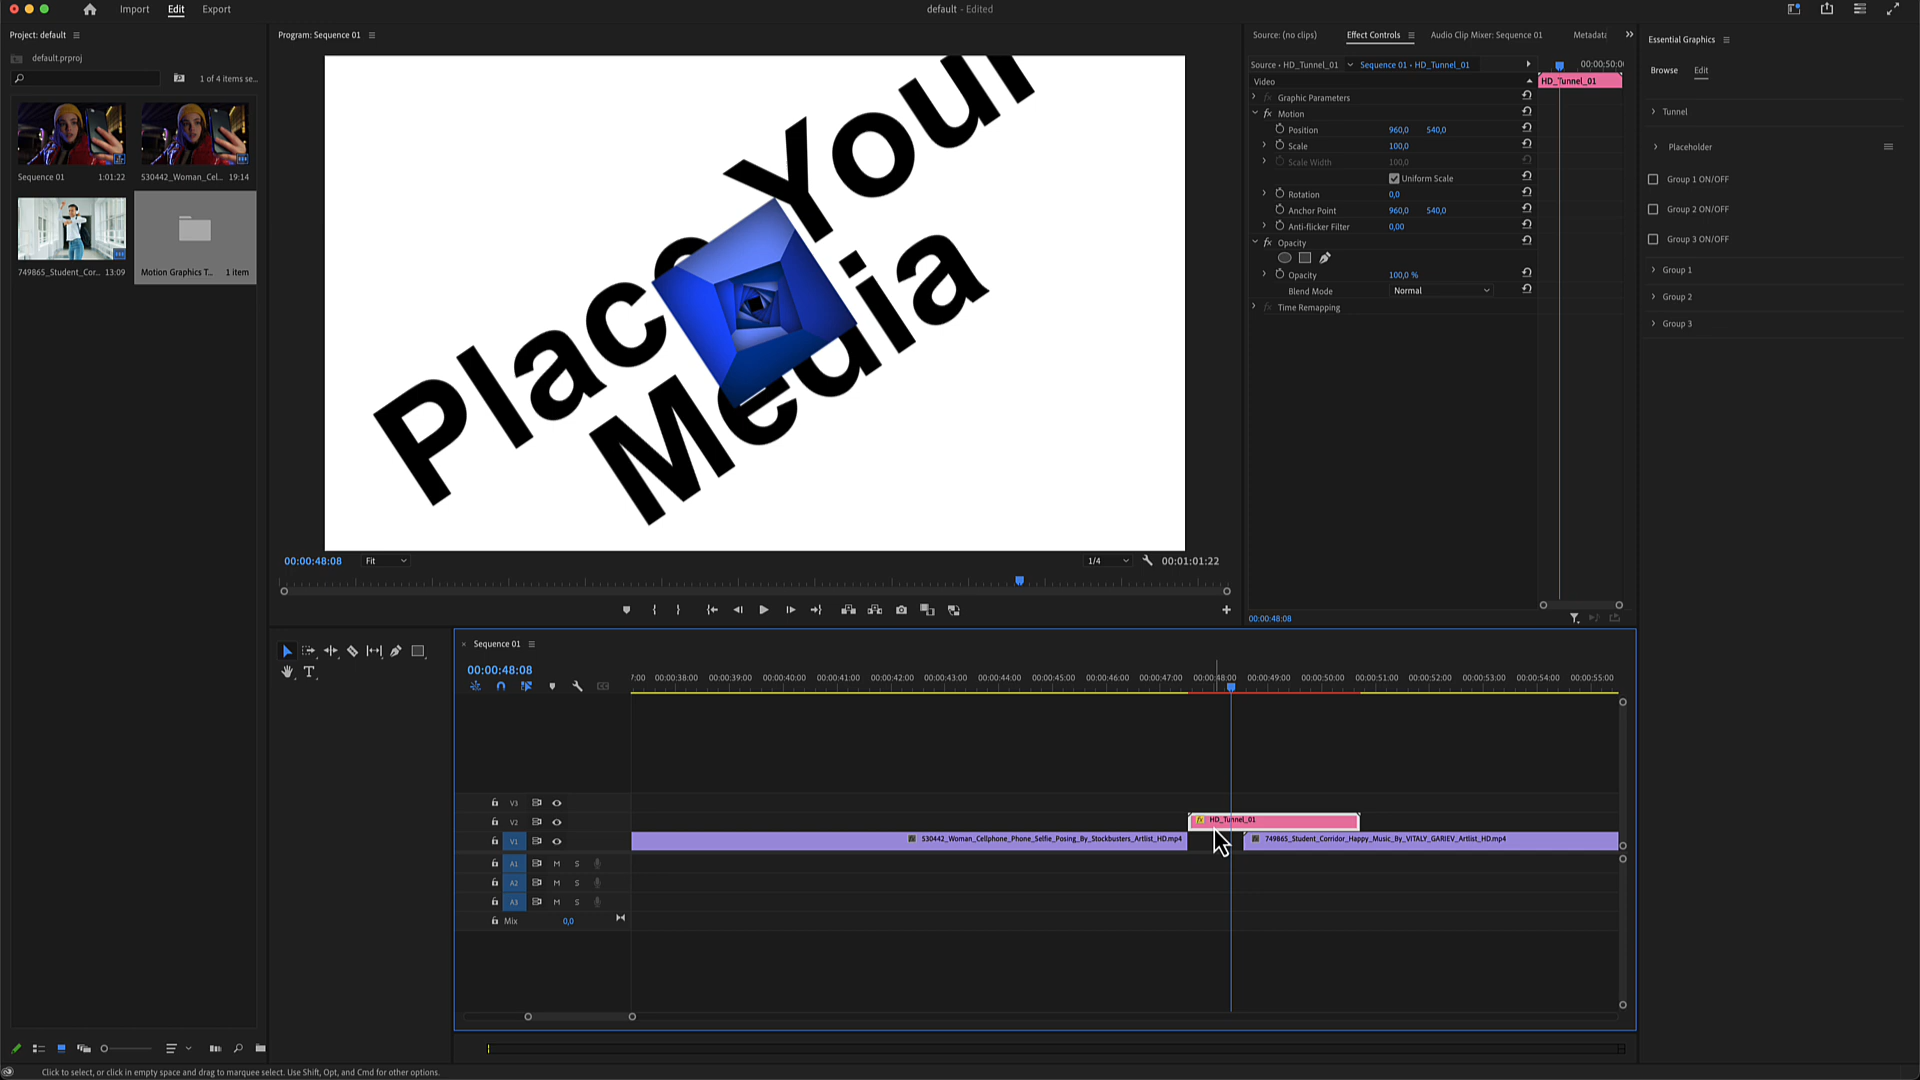 Import Edit Export
default - Edited
Project: default
default.prproj
1 of 4 items se...
Sequence 01 1:01:22
530442_Woman_Cel... 19:14
749865_Student_Cor... 13:09
Motion Graphics T... 1 item
Program: Sequence 01
Place Your
Media
00:00:48:08
Fit
1/4
00:01:01:22
Source: (no clips)
Effect Controls
Audio Clip Mixer: Sequence 01
Metadata
Source • HD_Tunnel_01
Sequence 01 • HD_Tunnel_01
00:00:50:0
Video
HD_Tunnel_01
fx Graphic Parameters
fx Motion
Position 960,0 540,0
Scale 100,0
Scale Width 100,0
Uniform Scale
Rotation 0,0
Anchor Point 960,0 540,0
Anti-flicker Filter 0,00
fx Opacity
Opacity 100,0 %
Blend Mode Normal
fx Time Remapping
00:00:48:08
Essential Graphics
Browse Edit
Tunnel
Placeholder
Group 1 ON/OFF
Group 2 ON/OFF
Group 3 ON/OFF
Group 1
Group 2
Group 3
T
Sequence 01
00:00:48:08
7:00 00:00:38:00 00:00:39:00 00:00:40:00 00:00:41:00 00:00:42:00 00:00:43:00 00:00:44:00 00:00:45:00 00:00:46:00 00:00:47:00 00:00:48:00 00:00:49:00 00:00:50:00 00:00:51:00 00:00:52:00 00:00:53:00 00:00:54:00 00:00:55:00
V3
V2
fx HD_Tunnel_01
V1
530442_Woman_Cellphone_Phone_Selfie_Posing_By_Stockbusters_Artlist_HD.mp4
749865_Student_Corridor_Happy_Music_By_VITALY_GARIEV_Artlist_HD.mp4
A1 M S
A2 M S
A3 M S
Mix 0,0
Click to select, or click in empty space and drag to marquee select. Use Shift, Opt, and Cmd for other options.